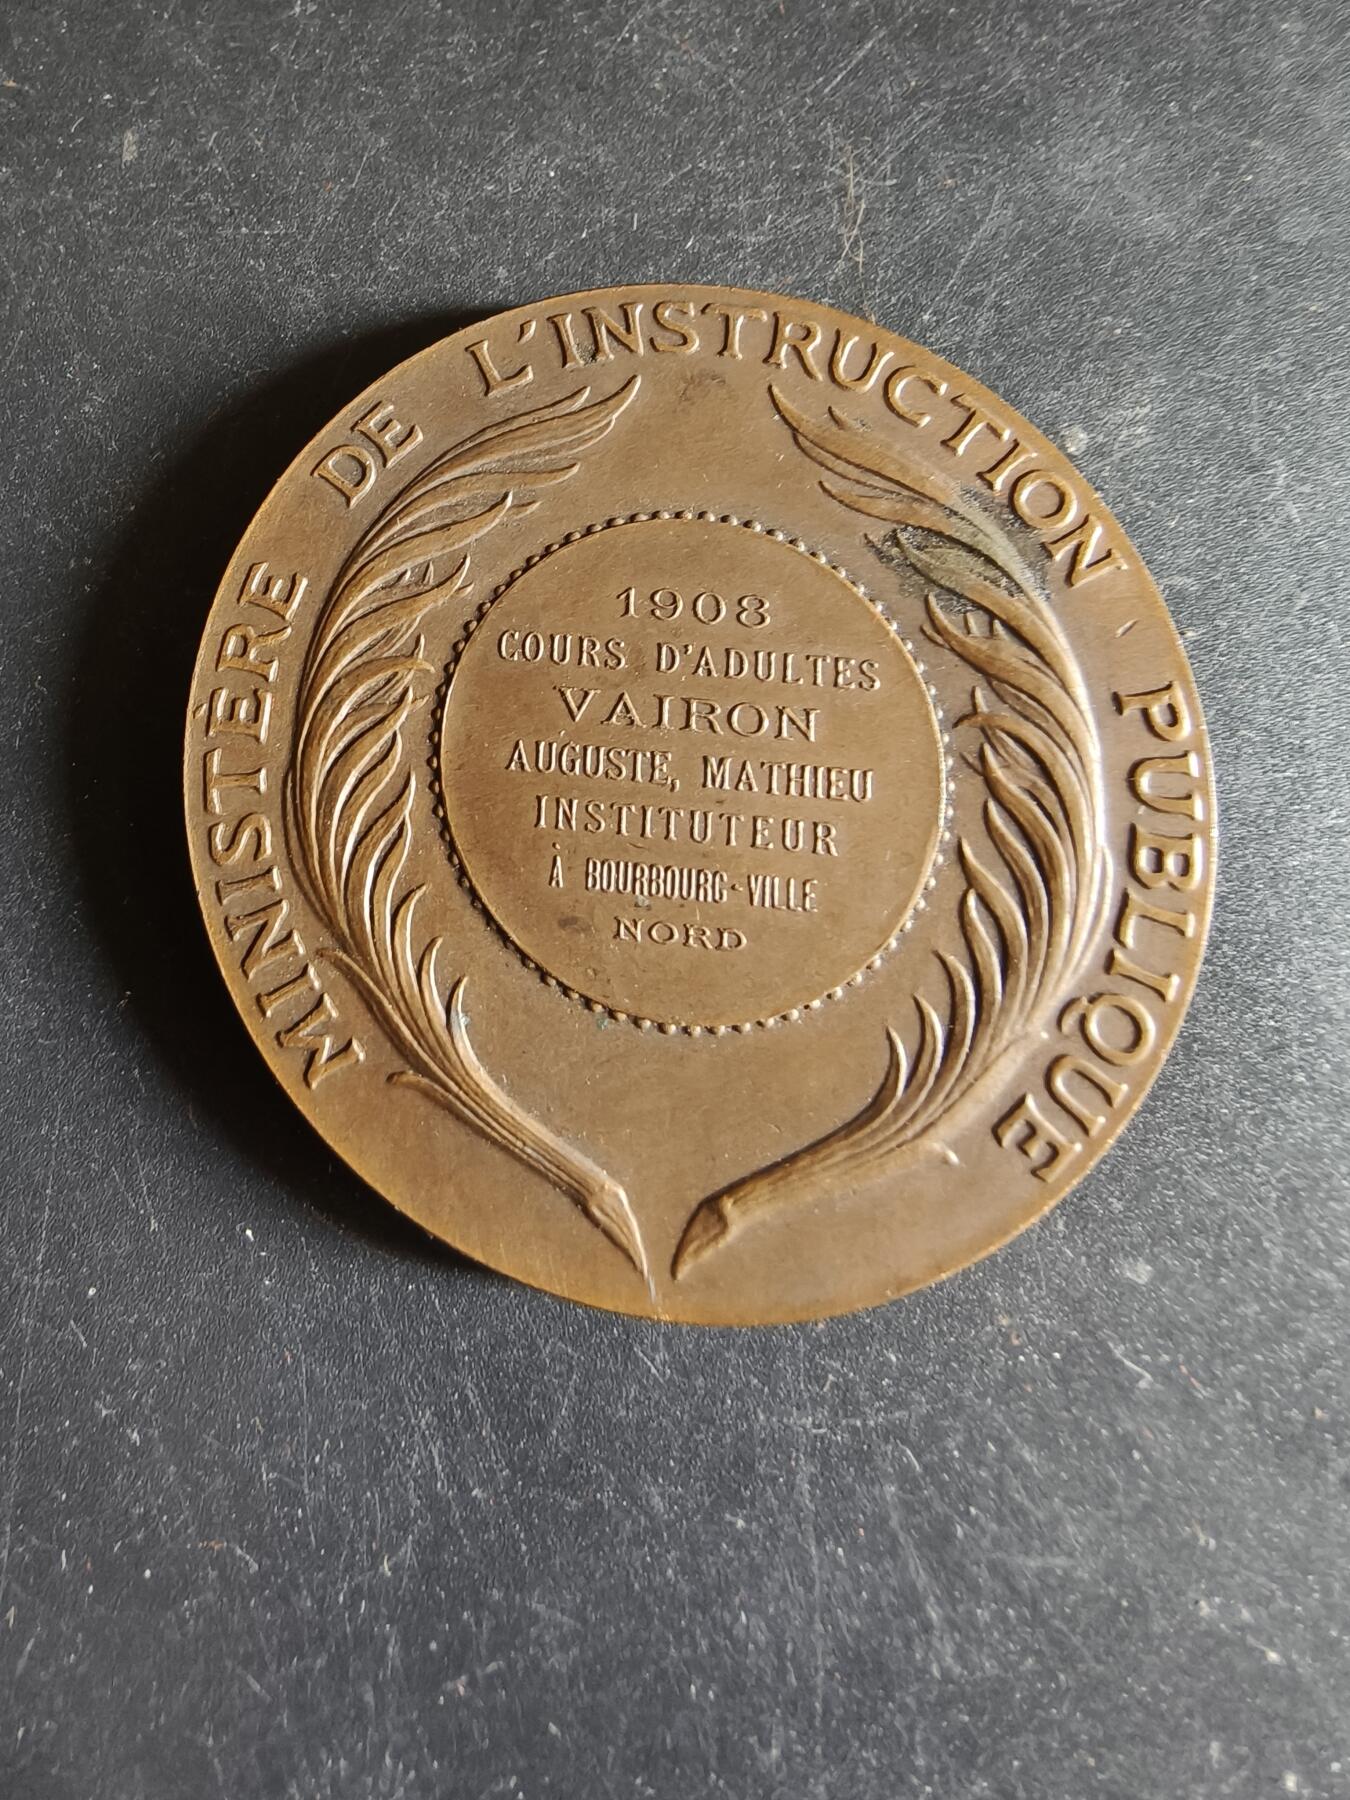 MINISTÈRE DE L'INSTRUCTION PUBLIQUE
1908
COURS D'ADULTES
VAIRON
AUGUSTE, MATHIEU
INSTITUTEUR
À BOURBOURG-VILLE
NORD